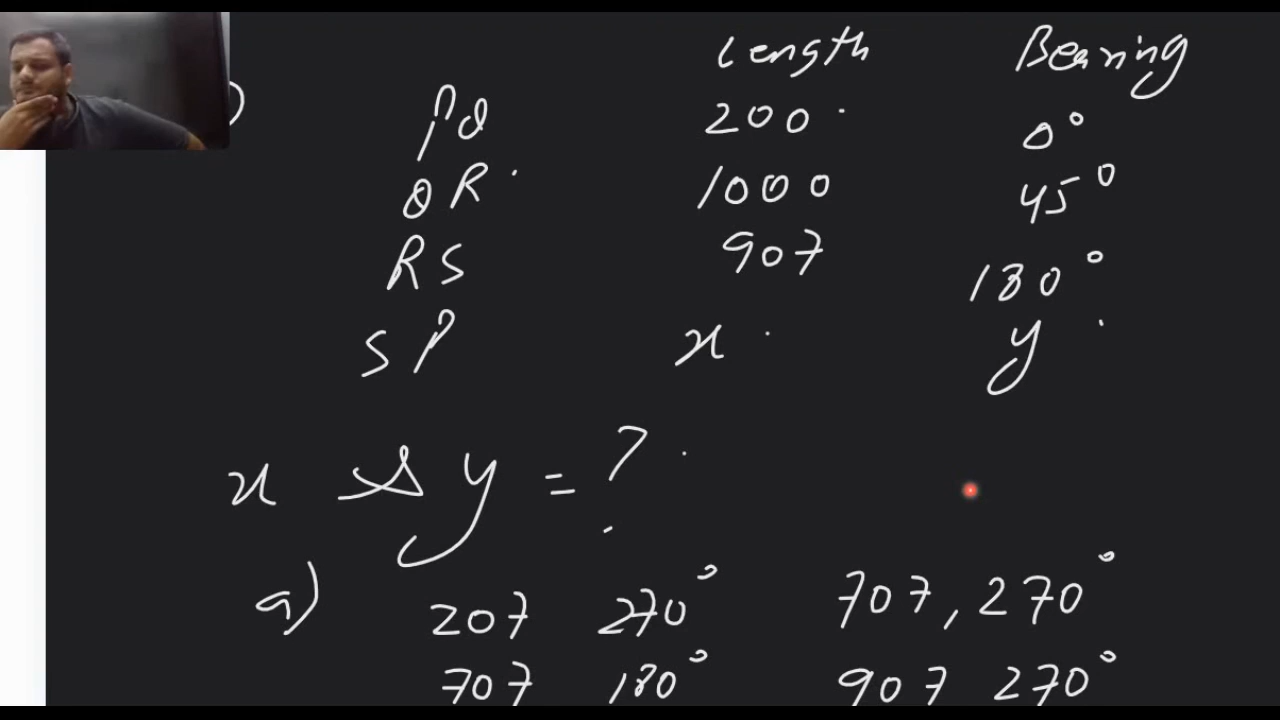 Length Bearing
PQ 200 0°
QR 1000 45°
RS 907 180°
SP x y
x & y = ?
a) 207 270° 707, 270°
707 180° 907 270°